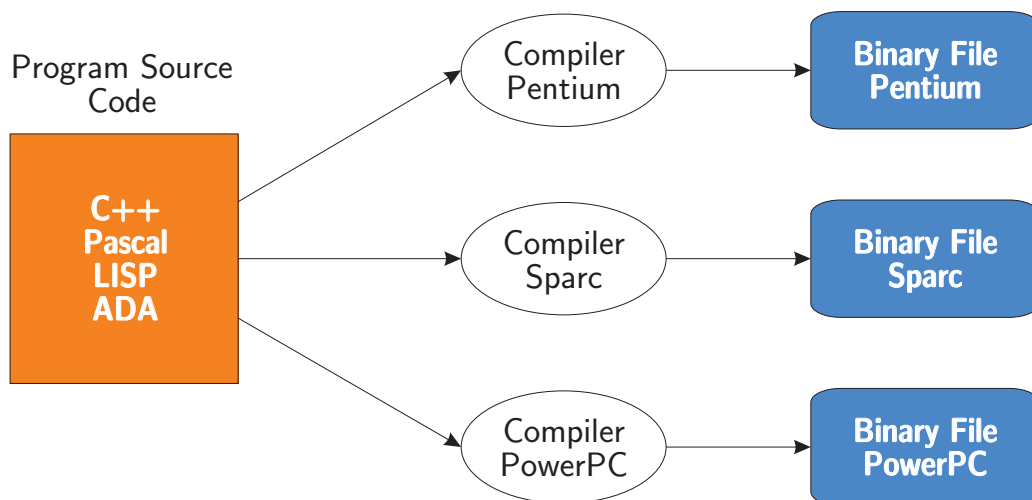 Program Source
Code
C++
Pascal
LISP
ADA
Compiler
Pentium
Binary File
Pentium
Compiler
Sparc
Binary File
Sparc
Compiler
PowerPC
Binary File
PowerPC